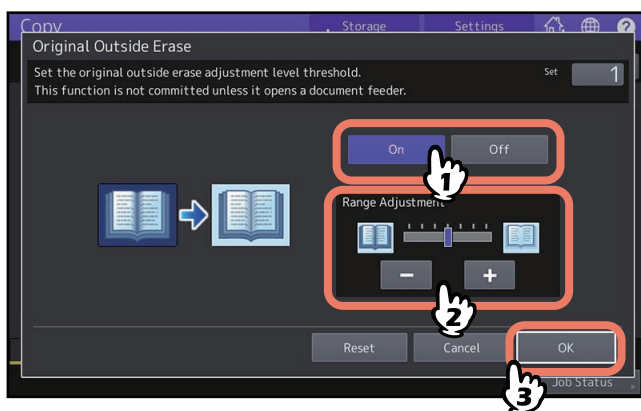 Copy
Storage
Settings
Original Outside Erase
Set the original outside erase adjustment level threshold.
This function is not committed unless it opens a document feeder.
Set
1
On
Off
1
Range Adjustment
−
+
2
Reset
Cancel
OK
3
Job Status